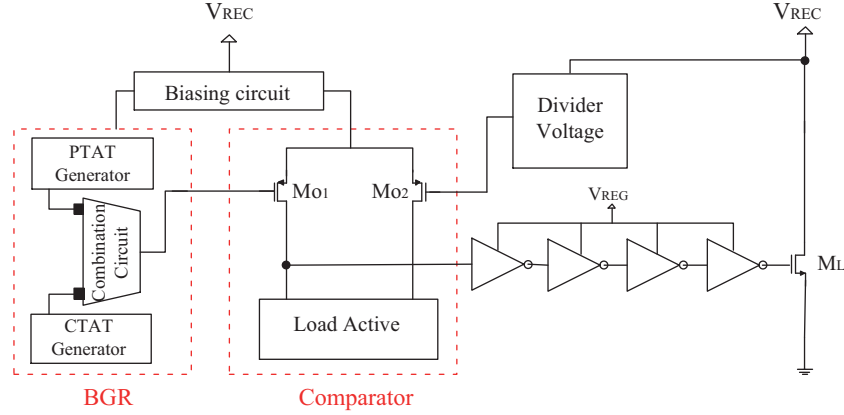 VREC
VREC
Biasing circuit
Divider
Voltage
PTAT
Generator
Combination
Circuit
CTAT
Generator
Mo1
Mo2
VREG
ML
Load Active
BGR
Comparator